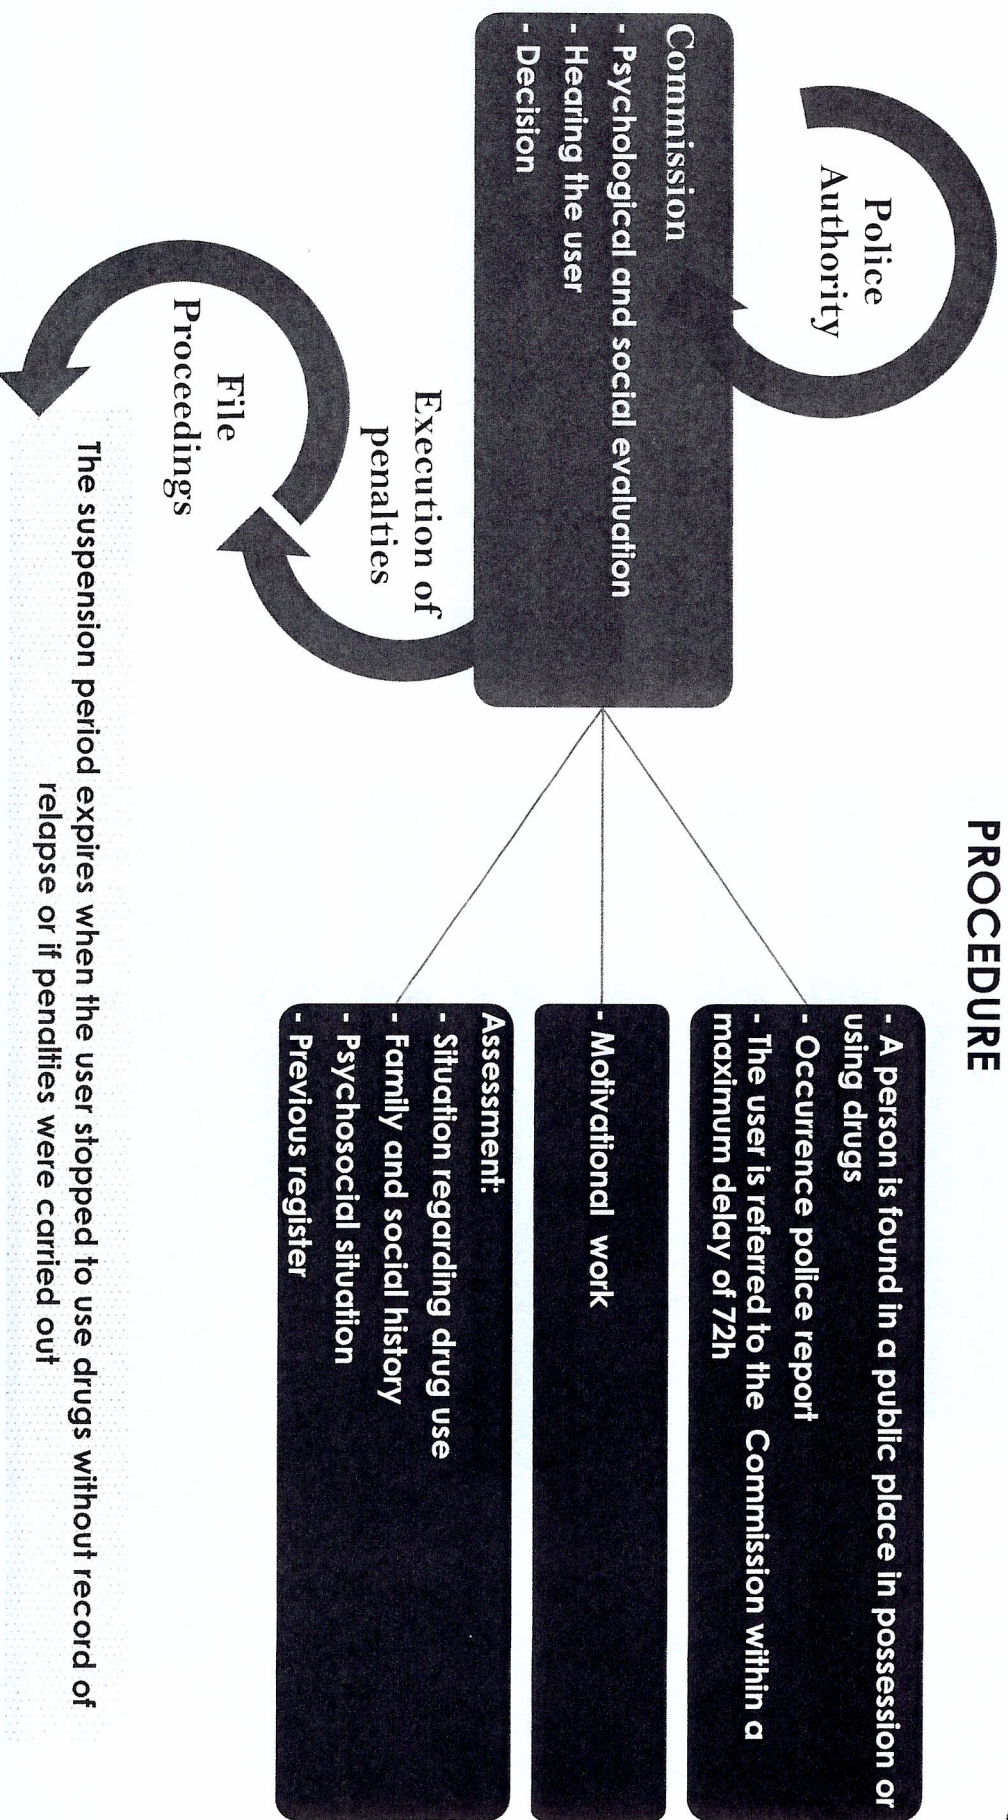 PROCEDURE
Police
Authority
Commission
- Psychological and social evaluation
- Hearing the user
- Decision
Execution of
penalties
File
Proceedings
- A person is found in a public place in possession or
using drugs
- Occurrence police report
- The user is referred to the Commission within a
maximum delay of 72h
- Motivational work
Assessment:
- Situation regarding drug use
- Family and social history
- Psychosocial situation
- Previous register
The suspension period expires when the user stopped to use drugs without record of
relapse or if penalties were carried out